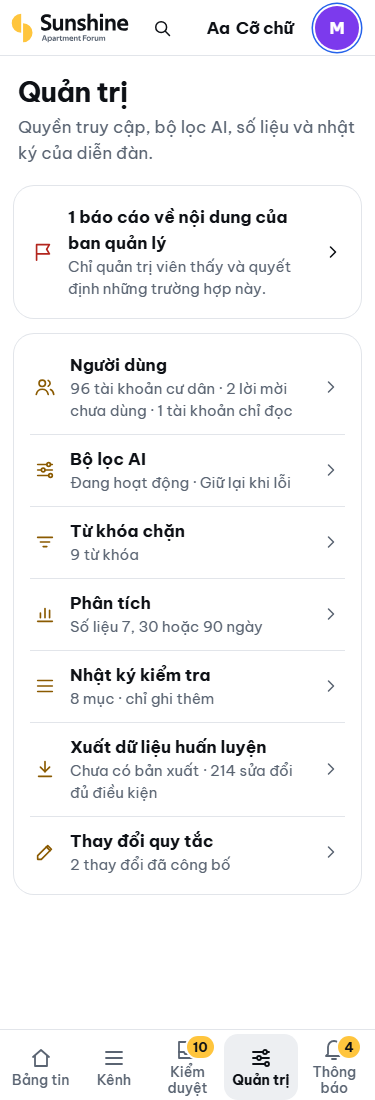 Sunshine
Apartment Forum
Aa Cỡ chữ
M
Quản trị
Quyền truy cập, bộ lọc AI, số liệu và nhật
ký của diễn đàn.
1 báo cáo về nội dung của
ban quản lý
Chỉ quản trị viên thấy và quyết
định những trường hợp này.
Người dùng
96 tài khoản cư dân · 2 lời mời
chưa dùng · 1 tài khoản chỉ đọc
Bộ lọc AI
Đang hoạt động · Giữ lại khi lỗi
Từ khóa chặn
9 từ khóa
Phân tích
Số liệu 7, 30 hoặc 90 ngày
Nhật ký kiểm tra
8 mục · chỉ ghi thêm
Xuất dữ liệu huấn luyện
Chưa có bản xuất · 214 sửa đổi
đủ điều kiện
Thay đổi quy tắc
2 thay đổi đã công bố
Bảng tin
Kênh
10
Kiểm
duyệt
Quản trị
4
Thông
báo